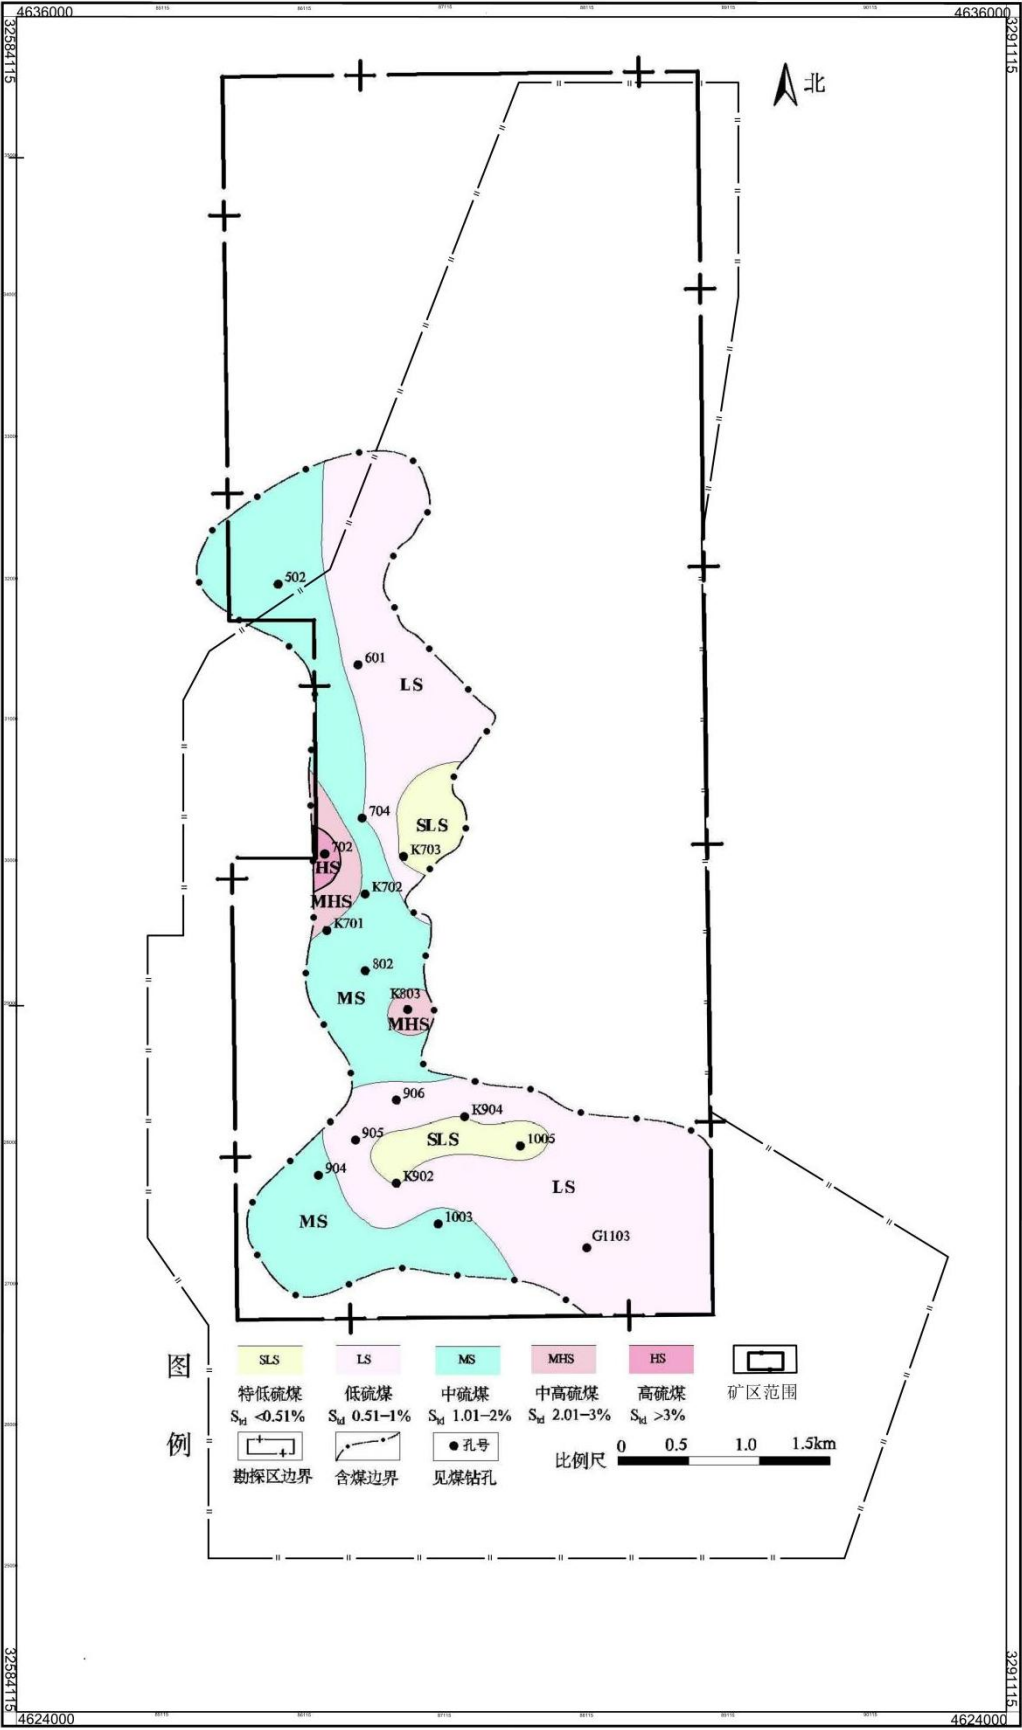 4636000
4636000
32584115
3291115
86115
87115
88115
89115
90115
北
502
601
LS
704
SLS
K703
702
HS
K702
MHS
K701
802
MS
K803
MHS
906
K904
905
SLS
1005
904
K902
LS
MS
1003
G1103
图
例
SLS
LS
MS
MHS
HS
特低硫煤
低硫煤
中硫煤
中高硫煤
高硫煤
矿区范围
Std <0.51%
Std 0.51-1%
Std 1.01-2%
Std 2.01-3%
Std >3%
孔号
勘探区边界
含煤边界
见煤钻孔
比例尺
0 0.5 1.0 1.5km
32584115
3291115
4624000
4624000